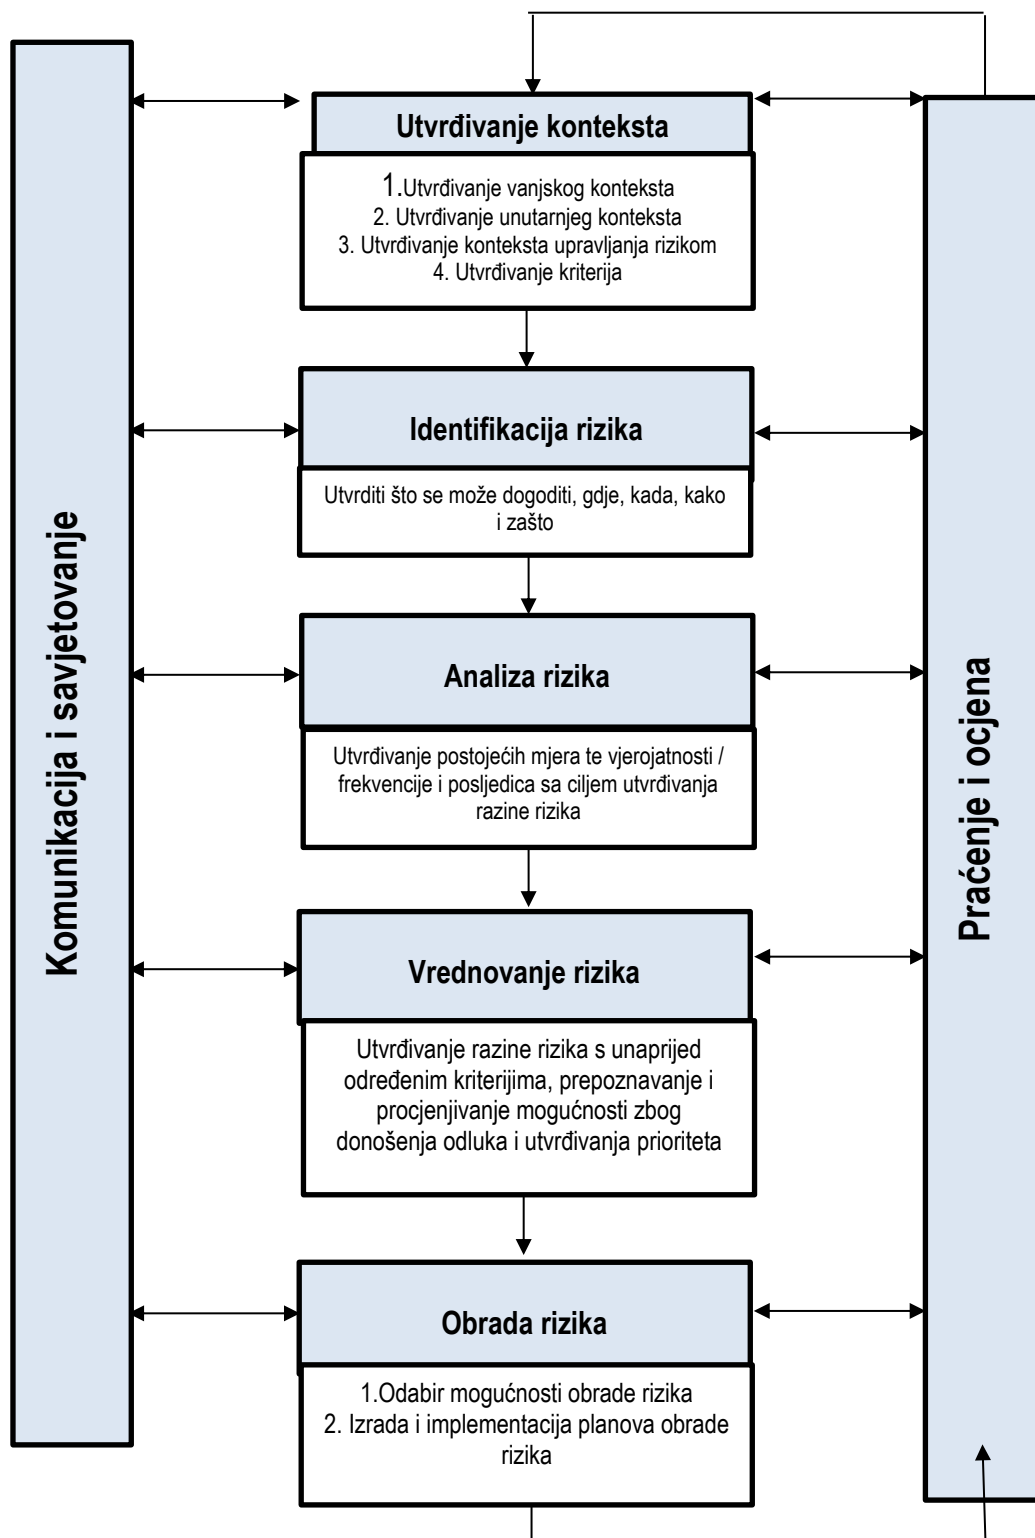 Komunikacija i savjetovanje
Utvrđivanje konteksta
1.Utvrđivanje vanjskog konteksta
2. Utvrđivanje unutarnjeg konteksta
3. Utvrđivanje konteksta upravljanja rizikom
4. Utvrđivanje kriterija
Identifikacija rizika
Utvrditi što se može dogoditi, gdje, kada, kako
i zašto
Analiza rizika
Utvrđivanje postojećih mjera te vjerojatnosti /
frekvencije i posljedica sa ciljem utvrđivanja
razine rizika
Vrednovanje rizika
Utvrđivanje razine rizika s unaprijed
određenim kriterijima, prepoznavanje i
procjenjivanje mogućnosti zbog
donošenja odluka i utvrđivanja prioriteta
Obrada rizika
1.Odabir mogućnosti obrade rizika
2. Izrada i implementacija planova obrade
rizika
Praćenje i ocjena